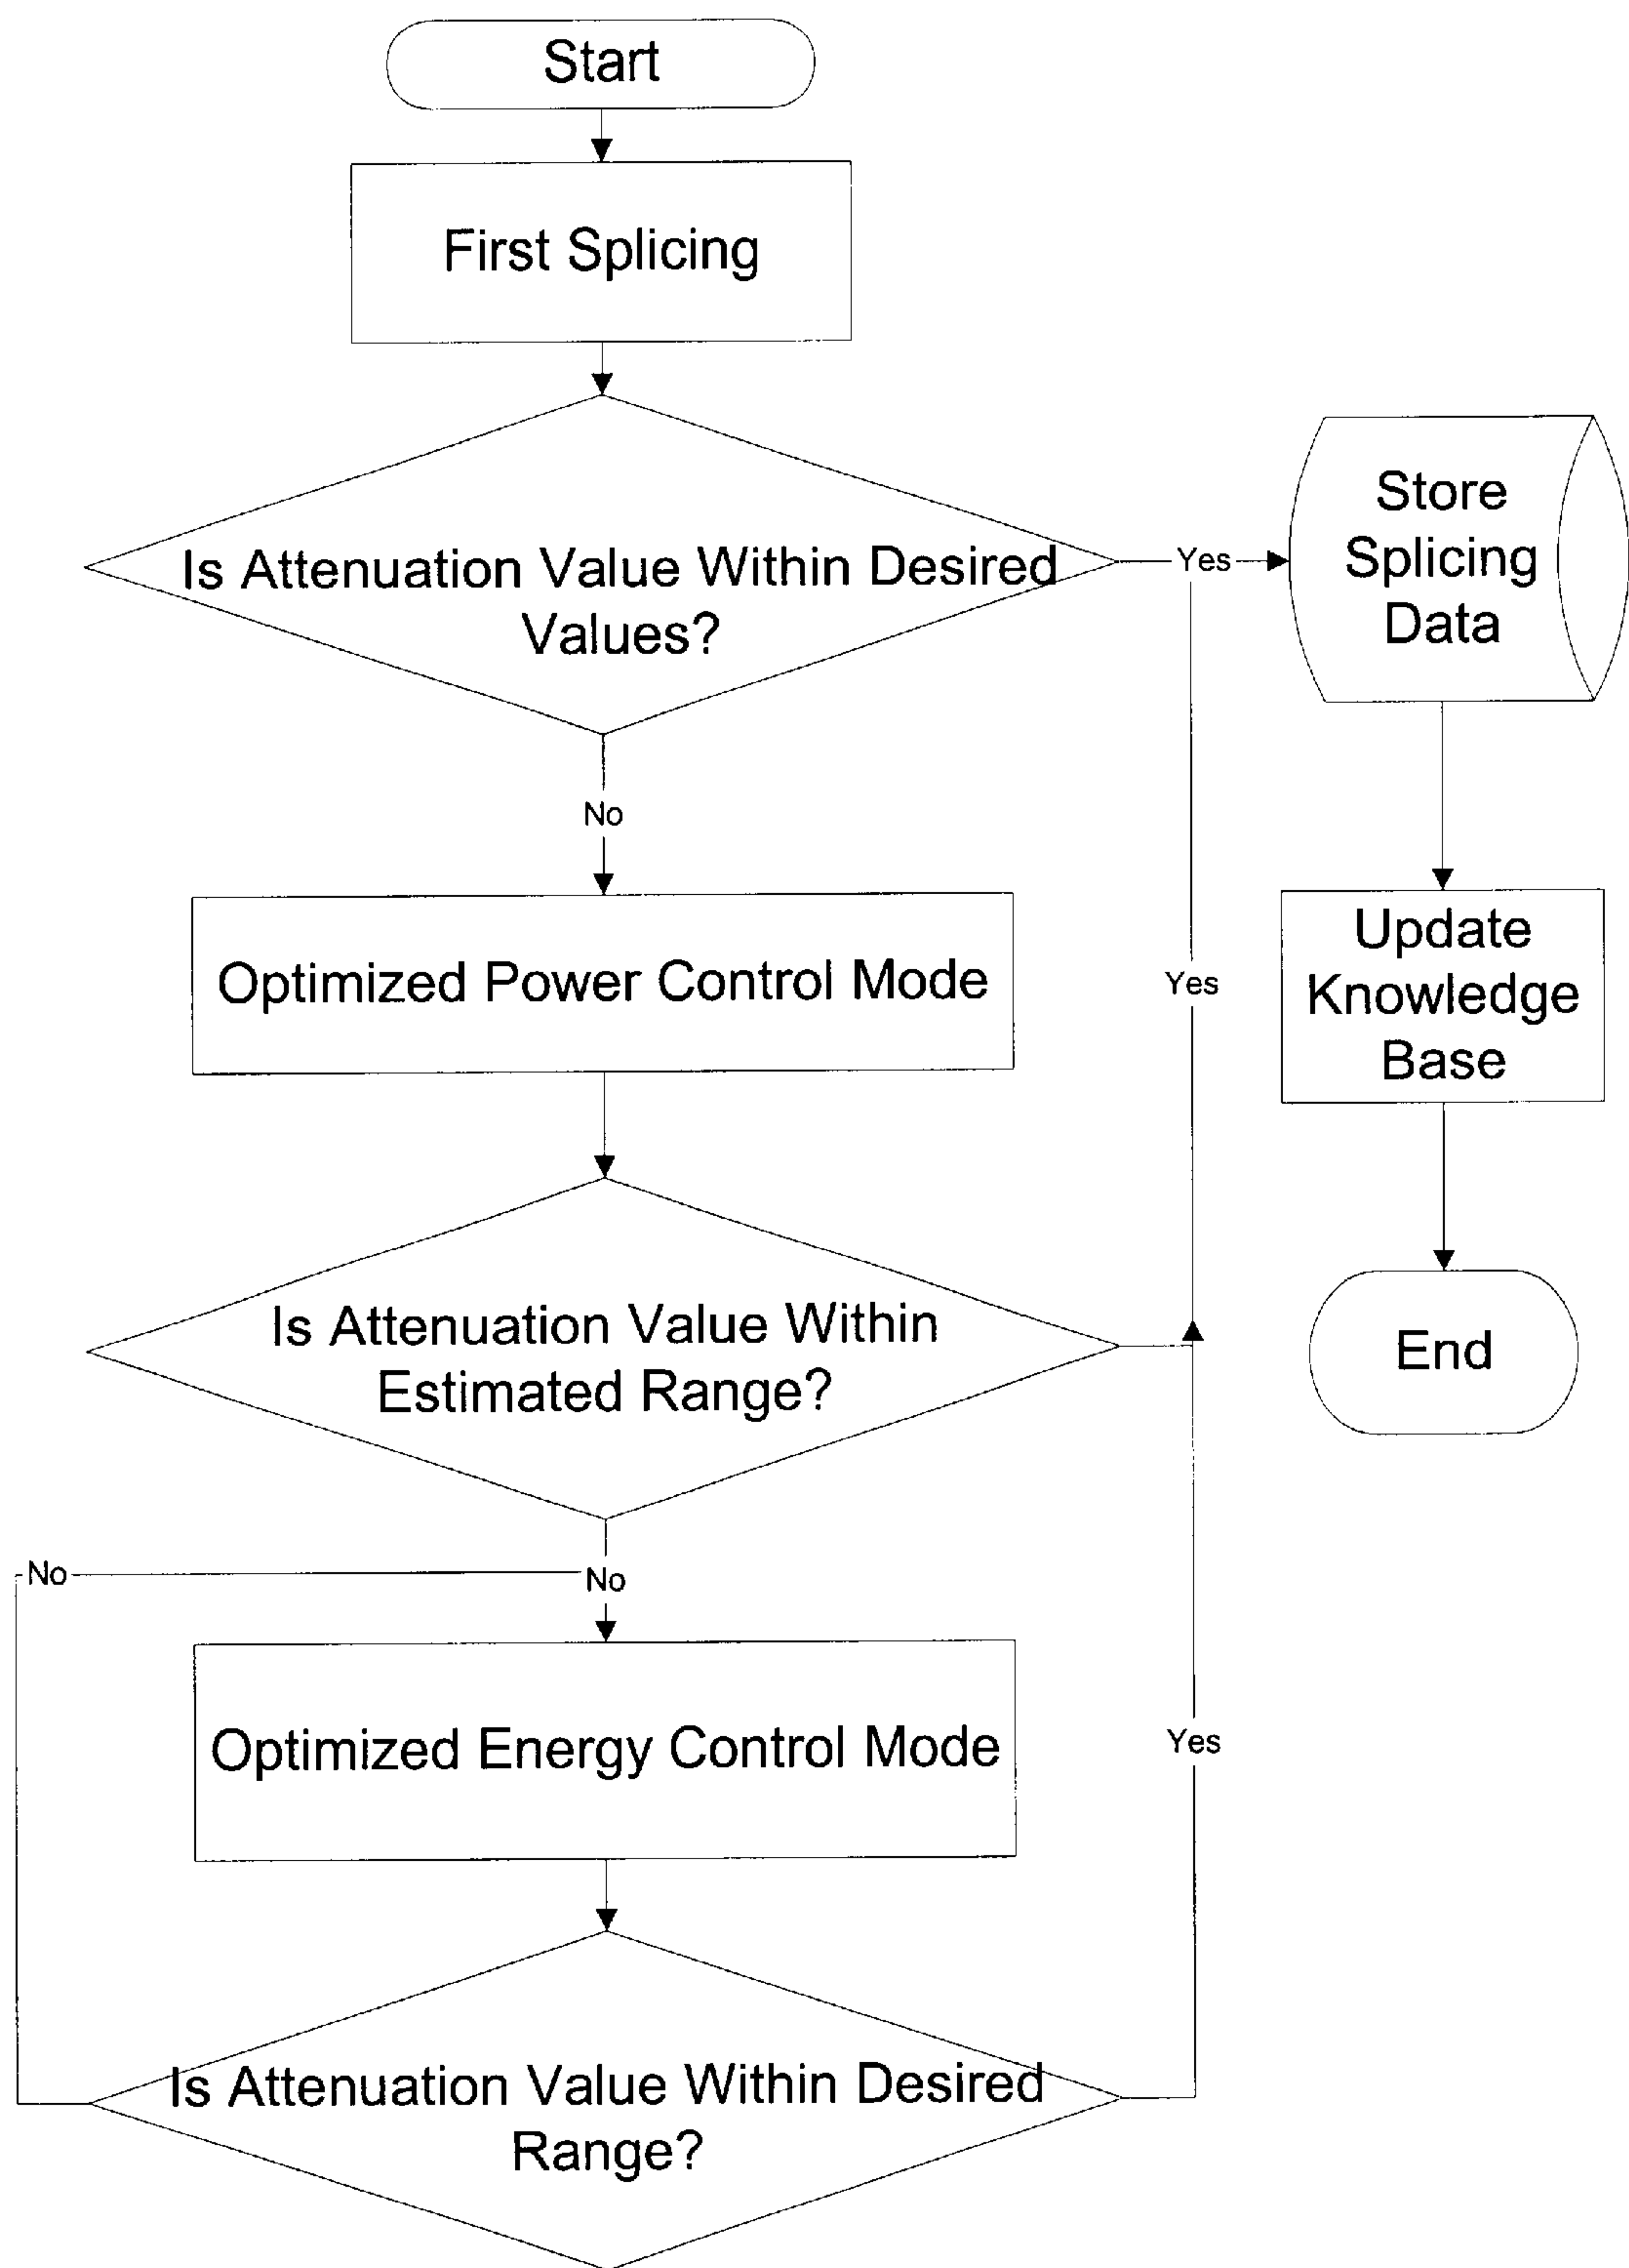 Start
First Splicing
Is Attenuation Value Within Desired
Values?
Yes
Store
Splicing
Data
No
Optimized Power Control Mode
Yes
Update
Knowledge
Base
Is Attenuation Value Within
Estimated Range?
End
No
No
Optimized Energy Control Mode
Yes
Is Attenuation Value Within Desired
Range?